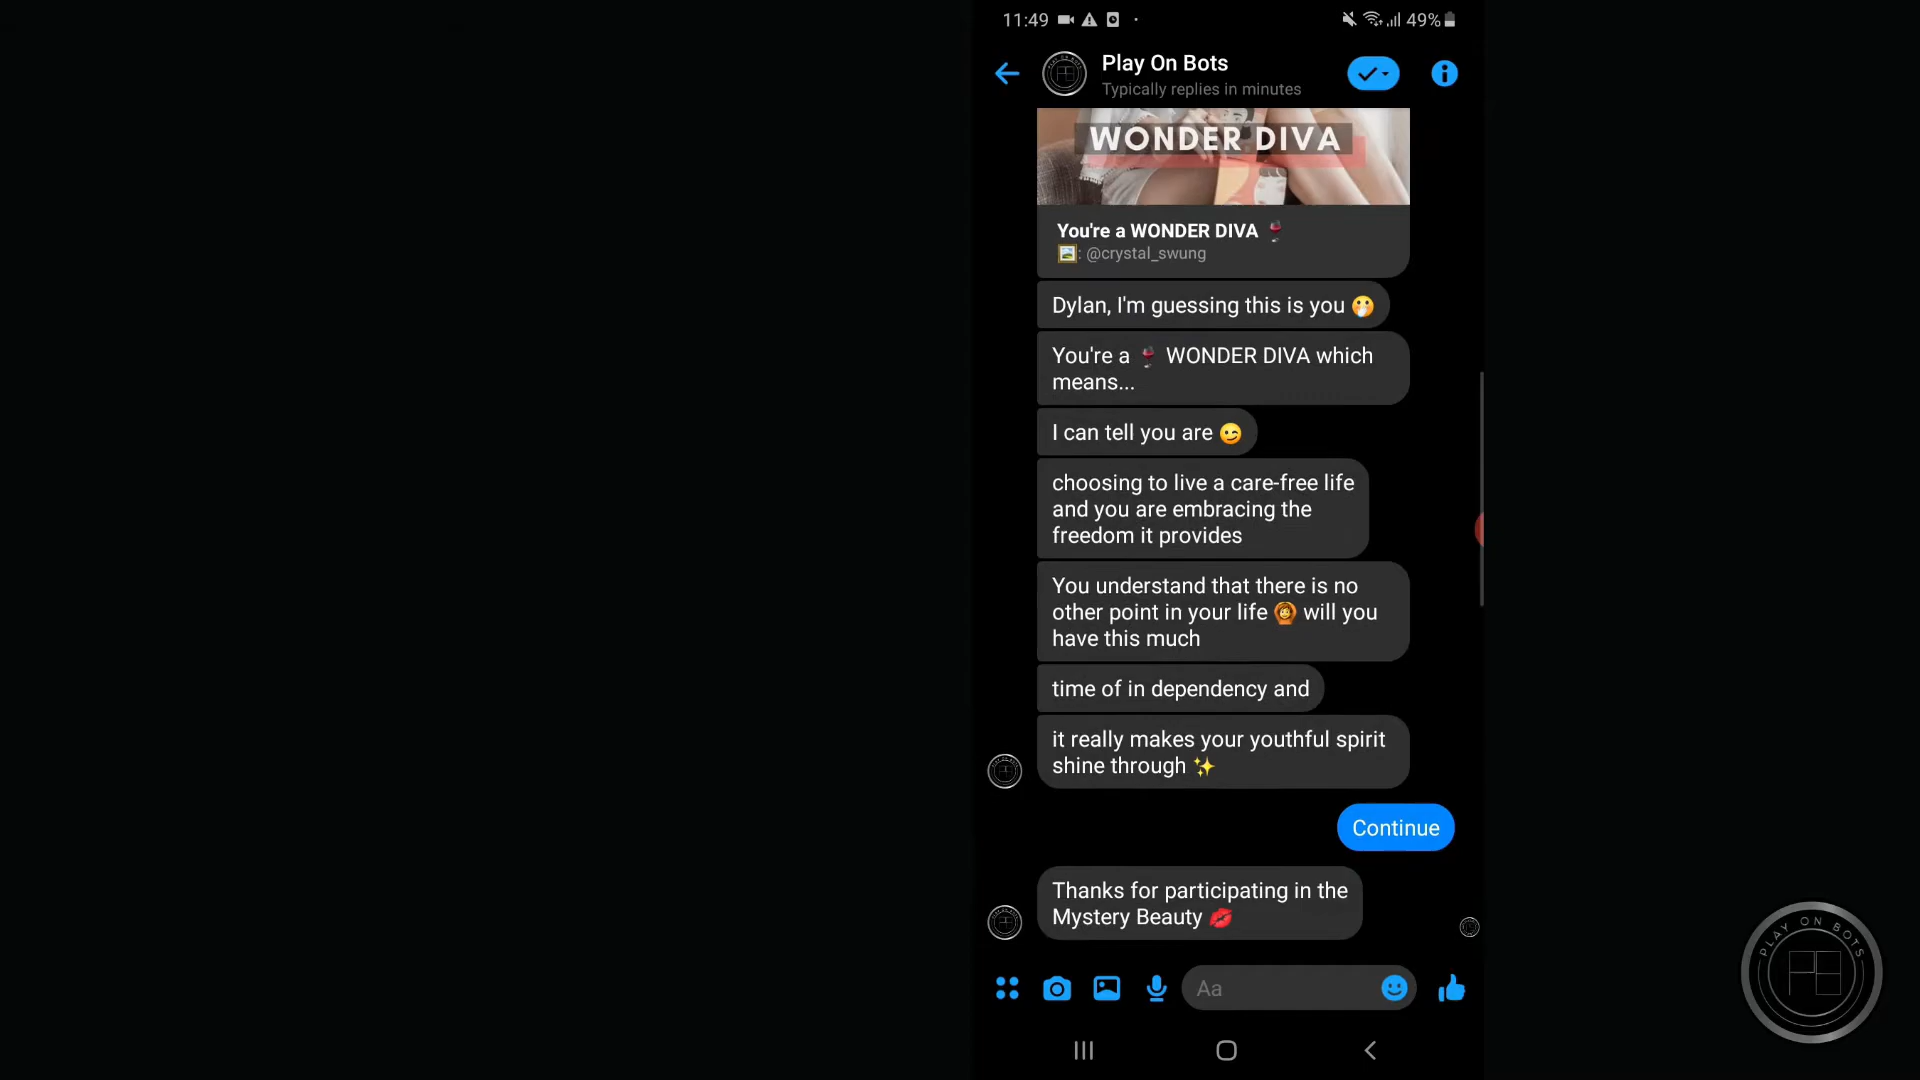 11:49
49%
Play On Bots
Typically replies in minutes
WONDER DIVA
You're a WONDER DIVA 🍷
🖼: @crystal_swung
Dylan, I'm guessing this is you 🫢
You're a 🍷 WONDER DIVA which
means...
I can tell you are 😉
choosing to live a care-free life
and you are embracing the
freedom it provides
You understand that there is no
other point in your life 🙆 will you
have this much
time of in dependency and
it really makes your youthful spirit
shine through ✨
Continue
Thanks for participating in the
Mystery Beauty 💋
Aa
PLAY ON BOTS